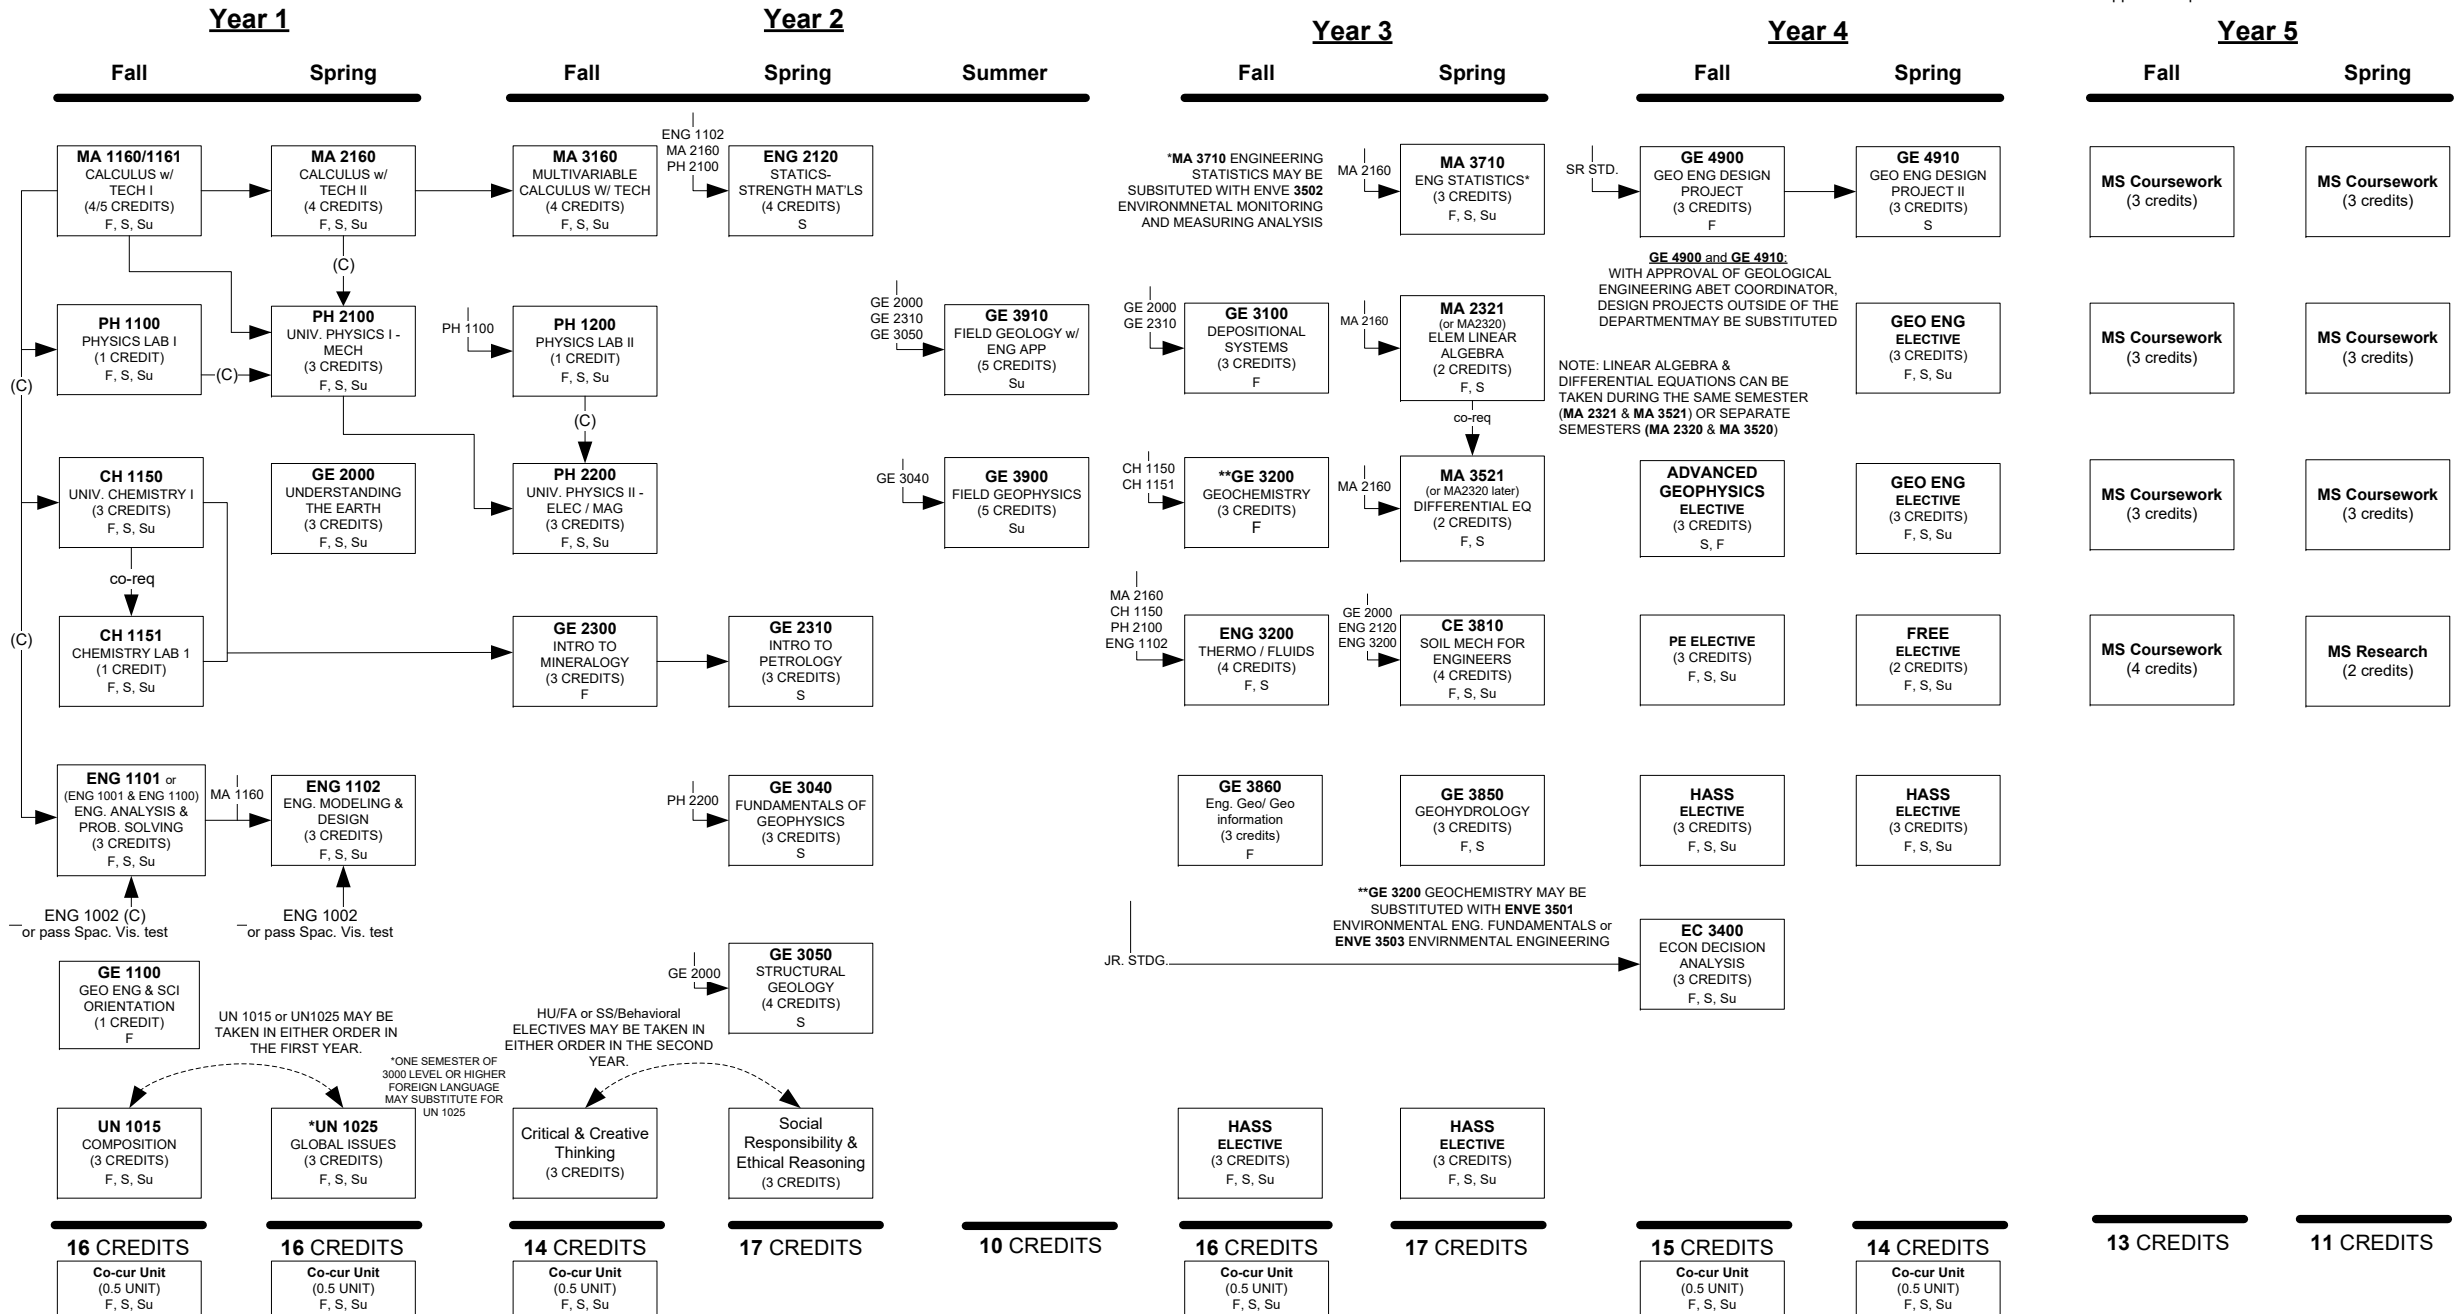 Year 1
Year 2
Year 3
Year 4
Year 5
Fall
Spring
Fall
Spring
Summer
Fall
Spring
Fall
Spring
Fall
Spring
MA 1160/1161
CALCULUS w/
TECH I
(4/5 CREDITS)
F, S, Su
MA 2160
CALCULUS w/
TECH II
(4 CREDITS)
F, S, Su
MA 3160
MULTIVARIABLE
CALCULUS W/ TECH
(4 CREDITS)
F, S, Su
ENG 1102
MA 2160
PH 2100
ENG 2120
STATICS-
STRENGTH MAT'LS
(4 CREDITS)
S
*MA 3710 ENGINEERING
STATISTICS MAY BE
SUBSITUTED WITH ENVE 3502
ENVIRONMNETAL MONITORING
AND MEASURING ANALYSIS
MA 2160
MA 3710
ENG STATISTICS*
(3 CREDITS)
F, S, Su
SR STD.
GE 4900
GEO ENG DESIGN
PROJECT
(3 CREDITS)
F
GE 4910
GEO ENG DESIGN
PROJECT II
(3 CREDITS)
S
MS Coursework
(3 credits)
MS Coursework
(3 credits)
(C)
GE 4900 and GE 4910:
WITH APPROVAL OF GEOLOGICAL
ENGINEERING ABET COORDINATOR,
DESIGN PROJECTS OUTSIDE OF THE
DEPARTMENTMAY BE SUBSTITUTED
PH 1100
PHYSICS LAB I
(1 CREDIT)
F, S, Su
(C)
PH 2100
UNIV. PHYSICS I -
MECH
(3 CREDITS)
F, S, Su
PH 1100
PH 1200
PHYSICS LAB II
(1 CREDIT)
F, S, Su
GE 2000
GE 2310
GE 3050
GE 3910
FIELD GEOLOGY w/
ENG APP
(5 CREDITS)
Su
GE 2000
GE 2310
GE 3100
DEPOSITIONAL
SYSTEMS
(3 CREDITS)
F
MA 2160
MA 2321
(or MA2320)
ELEM LINEAR
ALGEBRA
(2 CREDITS)
F, S
GEO ENG
ELECTIVE
(3 CREDITS)
F, S, Su
MS Coursework
(3 credits)
MS Coursework
(3 credits)
(C)
(C)
co-req
NOTE: LINEAR ALGEBRA &
DIFFERENTIAL EQUATIONS CAN BE
TAKEN DURING THE SAME SEMESTER
(MA 2321 & MA 3521) OR SEPARATE
SEMESTERS (MA 2320 & MA 3520)
CH 1150
UNIV. CHEMISTRY I
(3 CREDITS)
F, S, Su
GE 2000
UNDERSTANDING
THE EARTH
(3 CREDITS)
F, S, Su
PH 2200
UNIV. PHYSICS II -
ELEC / MAG
(3 CREDITS)
F, S, Su
GE 3040
GE 3900
FIELD GEOPHYSICS
(5 CREDITS)
Su
CH 1150
CH 1151
**GE 3200
GEOCHEMISTRY
(3 CREDITS)
F
MA 2160
MA 3521
(or MA2320 later)
DIFFERENTIAL EQ
(2 CREDITS)
F, S
ADVANCED
GEOPHYSICS
ELECTIVE
(3 CREDITS)
S, F
GEO ENG
ELECTIVE
(3 CREDITS)
F, S, Su
MS Coursework
(3 credits)
MS Coursework
(3 credits)
co-req
(C)
CH 1151
CHEMISTRY LAB 1
(1 CREDIT)
F, S, Su
GE 2300
INTRO TO
MINERALOGY
(3 CREDITS)
F
GE 2310
INTRO TO
PETROLOGY
(3 CREDITS)
S
MA 2160
CH 1150
PH 2100
ENG 1102
ENG 3200
THERMO / FLUIDS
(4 CREDITS)
F, S
GE 2000
ENG 2120
ENG 3200
CE 3810
SOIL MECH FOR
ENGINEERS
(4 CREDITS)
F, S, Su
PE ELECTIVE
(3 CREDITS)
F, S, Su
FREE
ELECTIVE
(2 CREDITS)
F, S, Su
MS Coursework
(4 credits)
MS Research
(2 credits)
ENG 1101 or
(ENG 1001 & ENG 1100)
ENG. ANALYSIS &
PROB. SOLVING
(3 CREDITS)
F, S, Su
MA 1160
ENG 1102
ENG. MODELING &
DESIGN
(3 CREDITS)
F, S, Su
PH 2200
GE 3040
FUNDAMENTALS OF
GEOPHYSICS
(3 CREDITS)
S
GE 3860
Eng. Geo/ Geo
information
(3 credits)
F
GE 3850
GEOHYDROLOGY
(3 CREDITS)
F, S
HASS
ELECTIVE
(3 CREDITS)
F, S, Su
HASS
ELECTIVE
(3 CREDITS)
F, S, Su
ENG 1002 (C)
or pass Spac. Vis. test
ENG 1002
or pass Spac. Vis. test
**GE 3200 GEOCHEMISTRY MAY BE
SUBSTITUTED WITH ENVE 3501
ENVIRONMENTAL ENG. FUNDAMENTALS or
ENVE 3503 ENVIRNMENTAL ENGINEERING
JR. STDG.
EC 3400
ECON DECISION
ANALYSIS
(3 CREDITS)
F, S, Su
GE 1100
GEO ENG & SCI
ORIENTATION
(1 CREDIT)
F
GE 2000
GE 3050
STRUCTURAL
GEOLOGY
(4 CREDITS)
S
UN 1015 or UN1025 MAY BE
TAKEN IN EITHER ORDER IN
THE FIRST YEAR.
HU/FA or SS/Behavioral
ELECTIVES MAY BE TAKEN IN
EITHER ORDER IN THE SECOND
YEAR.
*ONE SEMESTER OF
3000 LEVEL OR HIGHER
FOREIGN LANGUAGE
MAY SUBSTITUTE FOR
UN 1025
UN 1015
COMPOSITION
(3 CREDITS)
F, S, Su
*UN 1025
GLOBAL ISSUES
(3 CREDITS)
F, S, Su
Critical & Creative
Thinking
(3 CREDITS)
Social
Responsibility &
Ethical Reasoning
(3 CREDITS)
HASS
ELECTIVE
(3 CREDITS)
F, S, Su
HASS
ELECTIVE
(3 CREDITS)
F, S, Su
16 CREDITS
16 CREDITS
14 CREDITS
17 CREDITS
10 CREDITS
16 CREDITS
17 CREDITS
15 CREDITS
14 CREDITS
13 CREDITS
11 CREDITS
Co-cur Unit
(0.5 UNIT)
F, S, Su
Co-cur Unit
(0.5 UNIT)
F, S, Su
Co-cur Unit
(0.5 UNIT)
F, S, Su
Co-cur Unit
(0.5 UNIT)
F, S, Su
Co-cur Unit
(0.5 UNIT)
F, S, Su
Co-cur Unit
(0.5 UNIT)
F, S, Su